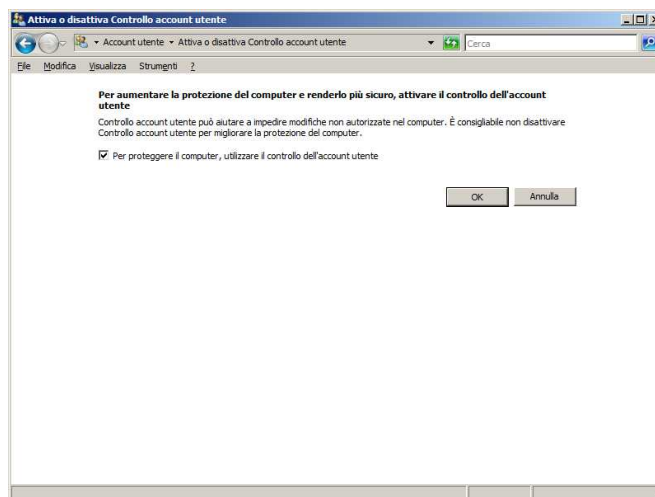 Attiva o disattiva Controllo account utente
Account utente Attiva o disattiva Controllo account utente Cerca
File Modifica Visualizza Strumenti ?
Per aumentare la protezione del computer e renderlo più sicuro, attivare il controllo dell'account
utente
Controllo account utente può aiutare a impedire modifiche non autorizzate nel computer. È consigliabile non disattivare
Controllo account utente per migliorare la protezione del computer.
Per proteggere il computer, utilizzare il controllo dell'account utente
OK Annulla